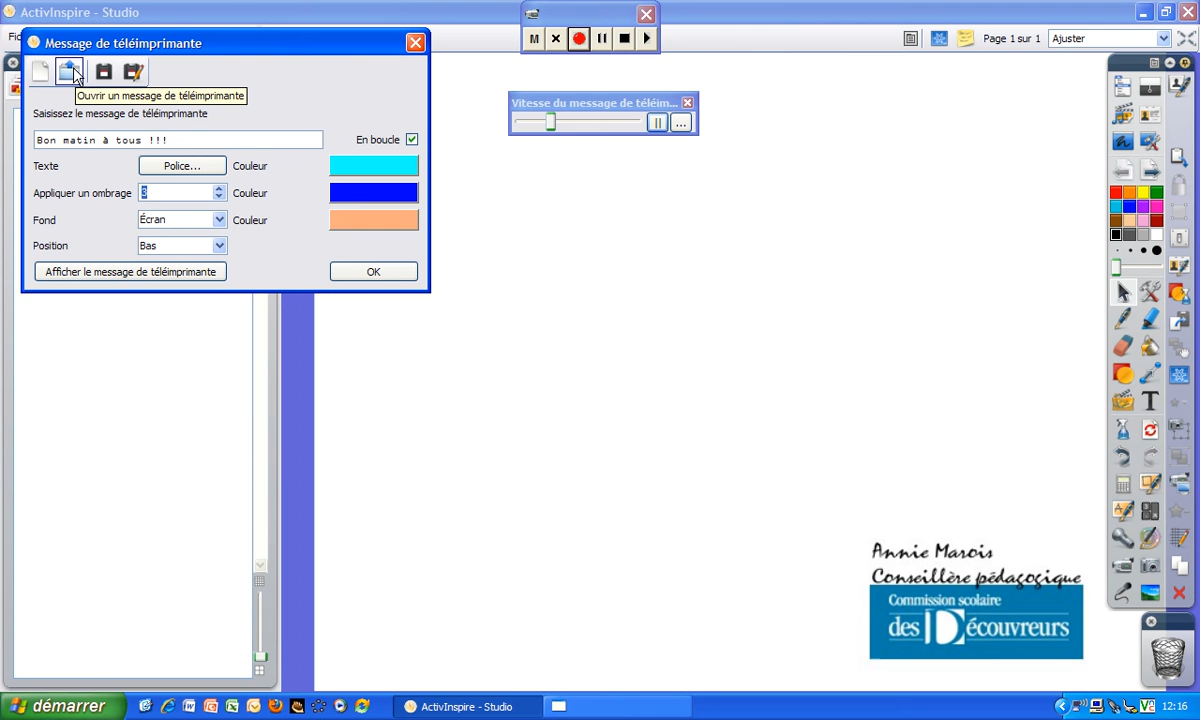 ActivInspire - Studio
Message de téléimprimante
Ouvrir un message de téléimprimante
Saisissez le message de téléimprimante
Bon matin à tous !!!
En boucle
Texte
Police...
Couleur
Appliquer un ombrage
3
Couleur
Fond
Écran
Couleur
Position
Bas
Afficher le message de téléimprimante
OK
M
Vitesse du message de téléim...
...
Page 1 sur 1
Ajuster
Annie Marois
Conseillère pédagogique
Commission scolaire
des Découvreurs
démarrer
ActivInspire - Studio
12:16